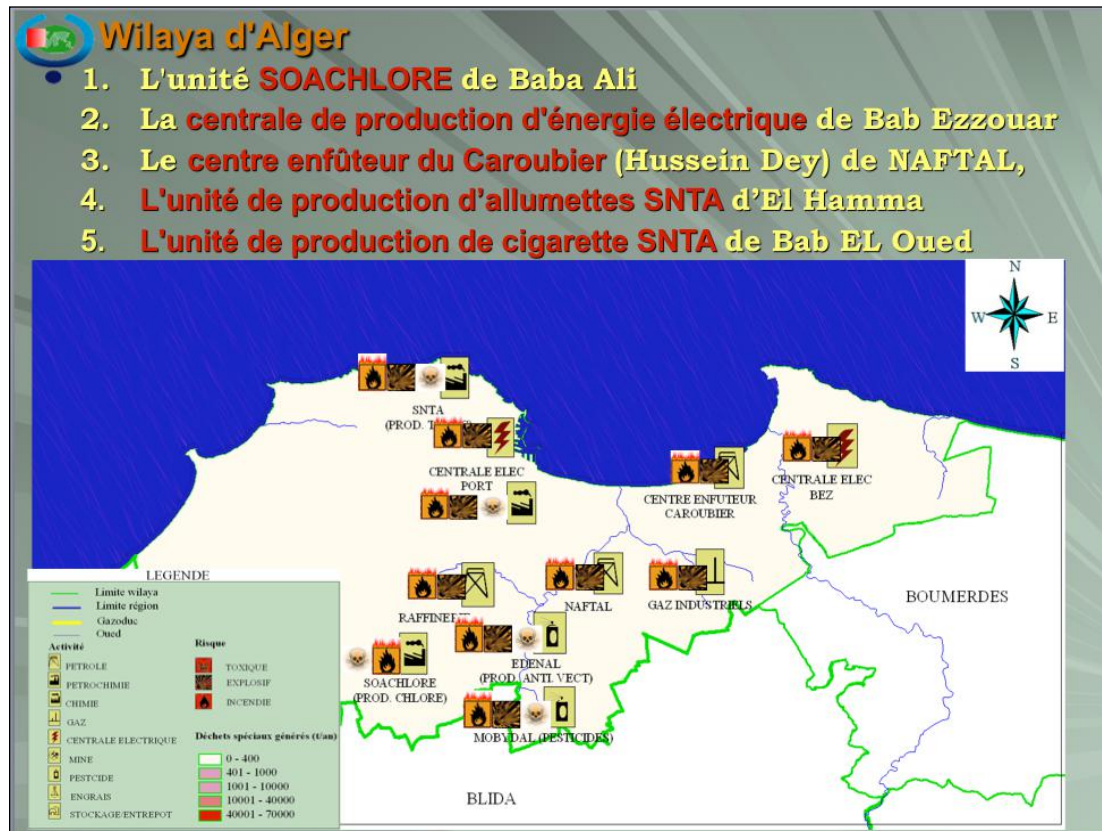 Wilaya d'Alger
1. L'unité SOACHLORE de Baba Ali
2. La centrale de production d'énergie électrique de Bab Ezzouar
3. Le centre enfûteur du Caroubier (Hussein Dey) de NAFTAL,
4. L'unité de production d'allumettes SNTA d'El Hamma
5. L'unité de production de cigarette SNTA de Bab EL Oued
N
W E
S
SNTA
(PROD.
CENTRALE ELEC
PORT
CENTRE ENFUTEUR
CAROUBIER
CENTRALE ELEC
BEZ
RAFFINERIE
NAFTAL
GAZ INDUSTRIELS
BOUMERDES
EDENAL
(PROD. ANTI. VECT)
SOACHLORE
(PROD. CHLORE)
MOBYDAL (PESTICIDES)
BLIDA
LEGENDE
Limite wilaya
Limite région
Gazoduc
Oued
Activité
PETROLE
PETROCHIMIE
CHIMIE
GAZ
CENTRALE ELECTRIQUE
MINE
PESTCIDE
ENGRAIS
STOCKAGE/ENTREPOT
Risque
TOXIQUE
EXPLOSIF
INCENDIE
Déchets spéciaux générés (t/an)
0 - 400
401 - 1000
1001 - 10000
10001 - 40000
40001 - 70000